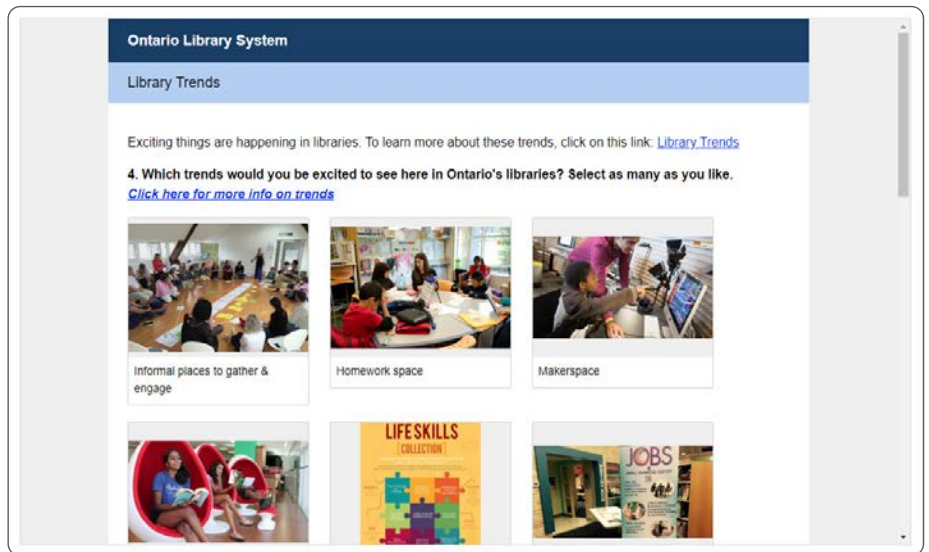 Ontario Library System
Library Trends
Exciting things are happening in libraries. To learn more about these trends, click on this link: Library Trends
4. Which trends would you be excited to see here in Ontario's libraries? Select as many as you like.
Click here for more info on trends
Informal places to gather &
engage
Homework space
Makerspace
LIFE SKILLS
COLLECTION
JOBS